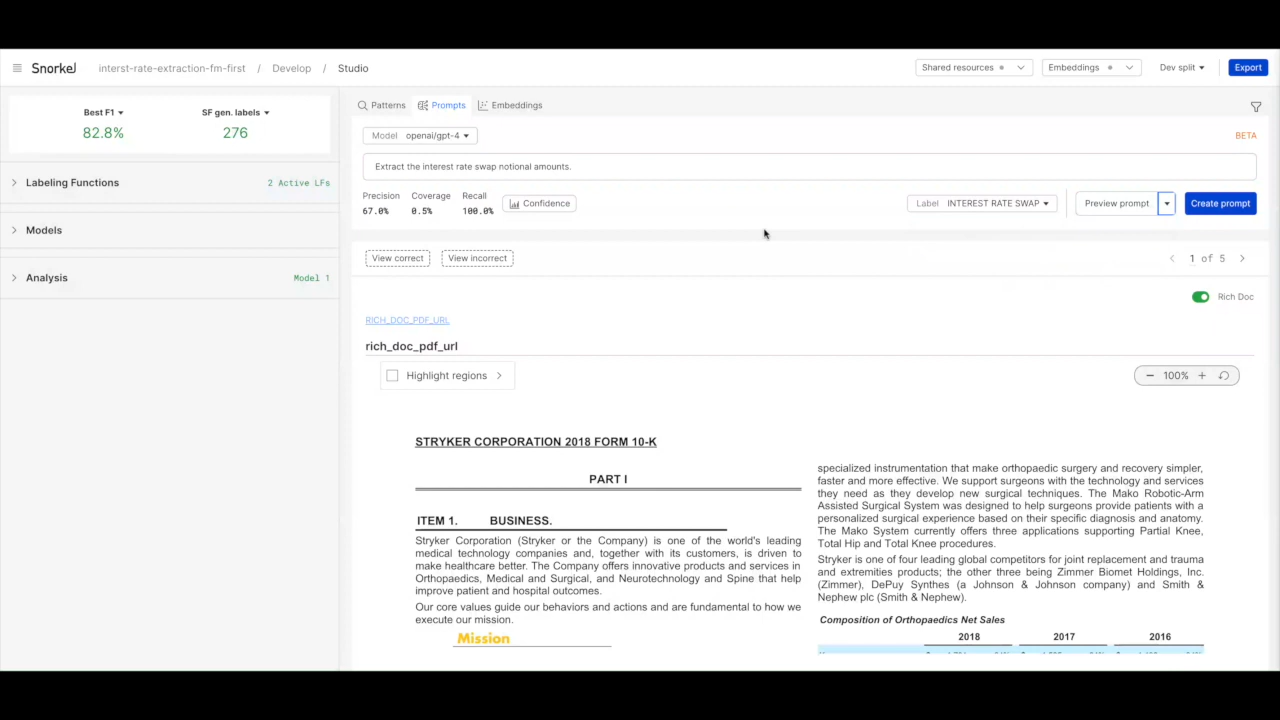 Snorkel interst-rate-extraction-fm-first / Develop / Studio Shared resources Embeddings Dev split Export
Best F1 SF gen. labels
82.8% 276
Labeling Functions 2 Active LFs
Models
Analysis Model 1
Patterns Prompts Embeddings
Model openai/gpt-4 BETA
Extract the interest rate swap notional amounts.
Precision Coverage Recall
67.0% 0.5% 100.0%
Confidence Label INTEREST RATE SWAP Preview prompt Create prompt
View correct View incorrect 1 of 5
Rich Doc
RICH_DOC_PDF_URL
rich_doc_pdf_url
Highlight regions 100%
STRYKER CORPORATION 2018 FORM 10-K
PART I
ITEM 1. BUSINESS.
Stryker Corporation (Stryker or the Company) is one of the world's leading
medical technology companies and, together with its customers, is driven to
make healthcare better. The Company offers innovative products and services in
Orthopaedics, Medical and Surgical, and Neurotechnology and Spine that help
improve patient and hospital outcomes.
Our core values guide our behaviors and actions and are fundamental to how we
execute our mission.
Mission
specialized instrumentation that make orthopaedic surgery and recovery simpler,
faster and more effective. We support surgeons with the technology and services
they need as they develop new surgical techniques. The Mako Robotic-Arm
Assisted Surgical System was designed to help surgeons provide patients with a
personalized surgical experience based on their specific diagnosis and anatomy.
The Mako System currently offers three applications supporting Partial Knee,
Total Hip and Total Knee procedures.
Stryker is one of four leading global competitors for joint replacement and trauma
and extremities products; the other three being Zimmer Biomet Holdings, Inc.
(Zimmer), DePuy Synthes (a Johnson & Johnson company) and Smith &
Nephew plc (Smith & Nephew).
Composition of Orthopaedics Net Sales
2018 2017 2016